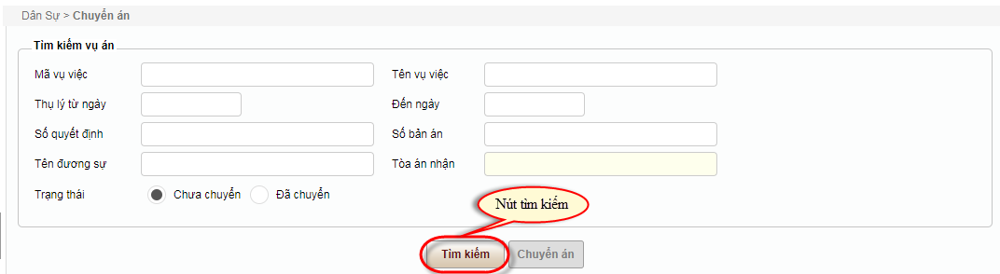 Dân Sự > Chuyển án
Tìm kiếm vụ án
Mã vụ việc Tên vụ việc
Thụ lý từ ngày Đến ngày
Số quyết định Số bản án
Tên đương sự Tòa án nhận
Trạng thái Chưa chuyển Đã chuyển
Nút tìm kiếm
Tìm kiếm Chuyển án